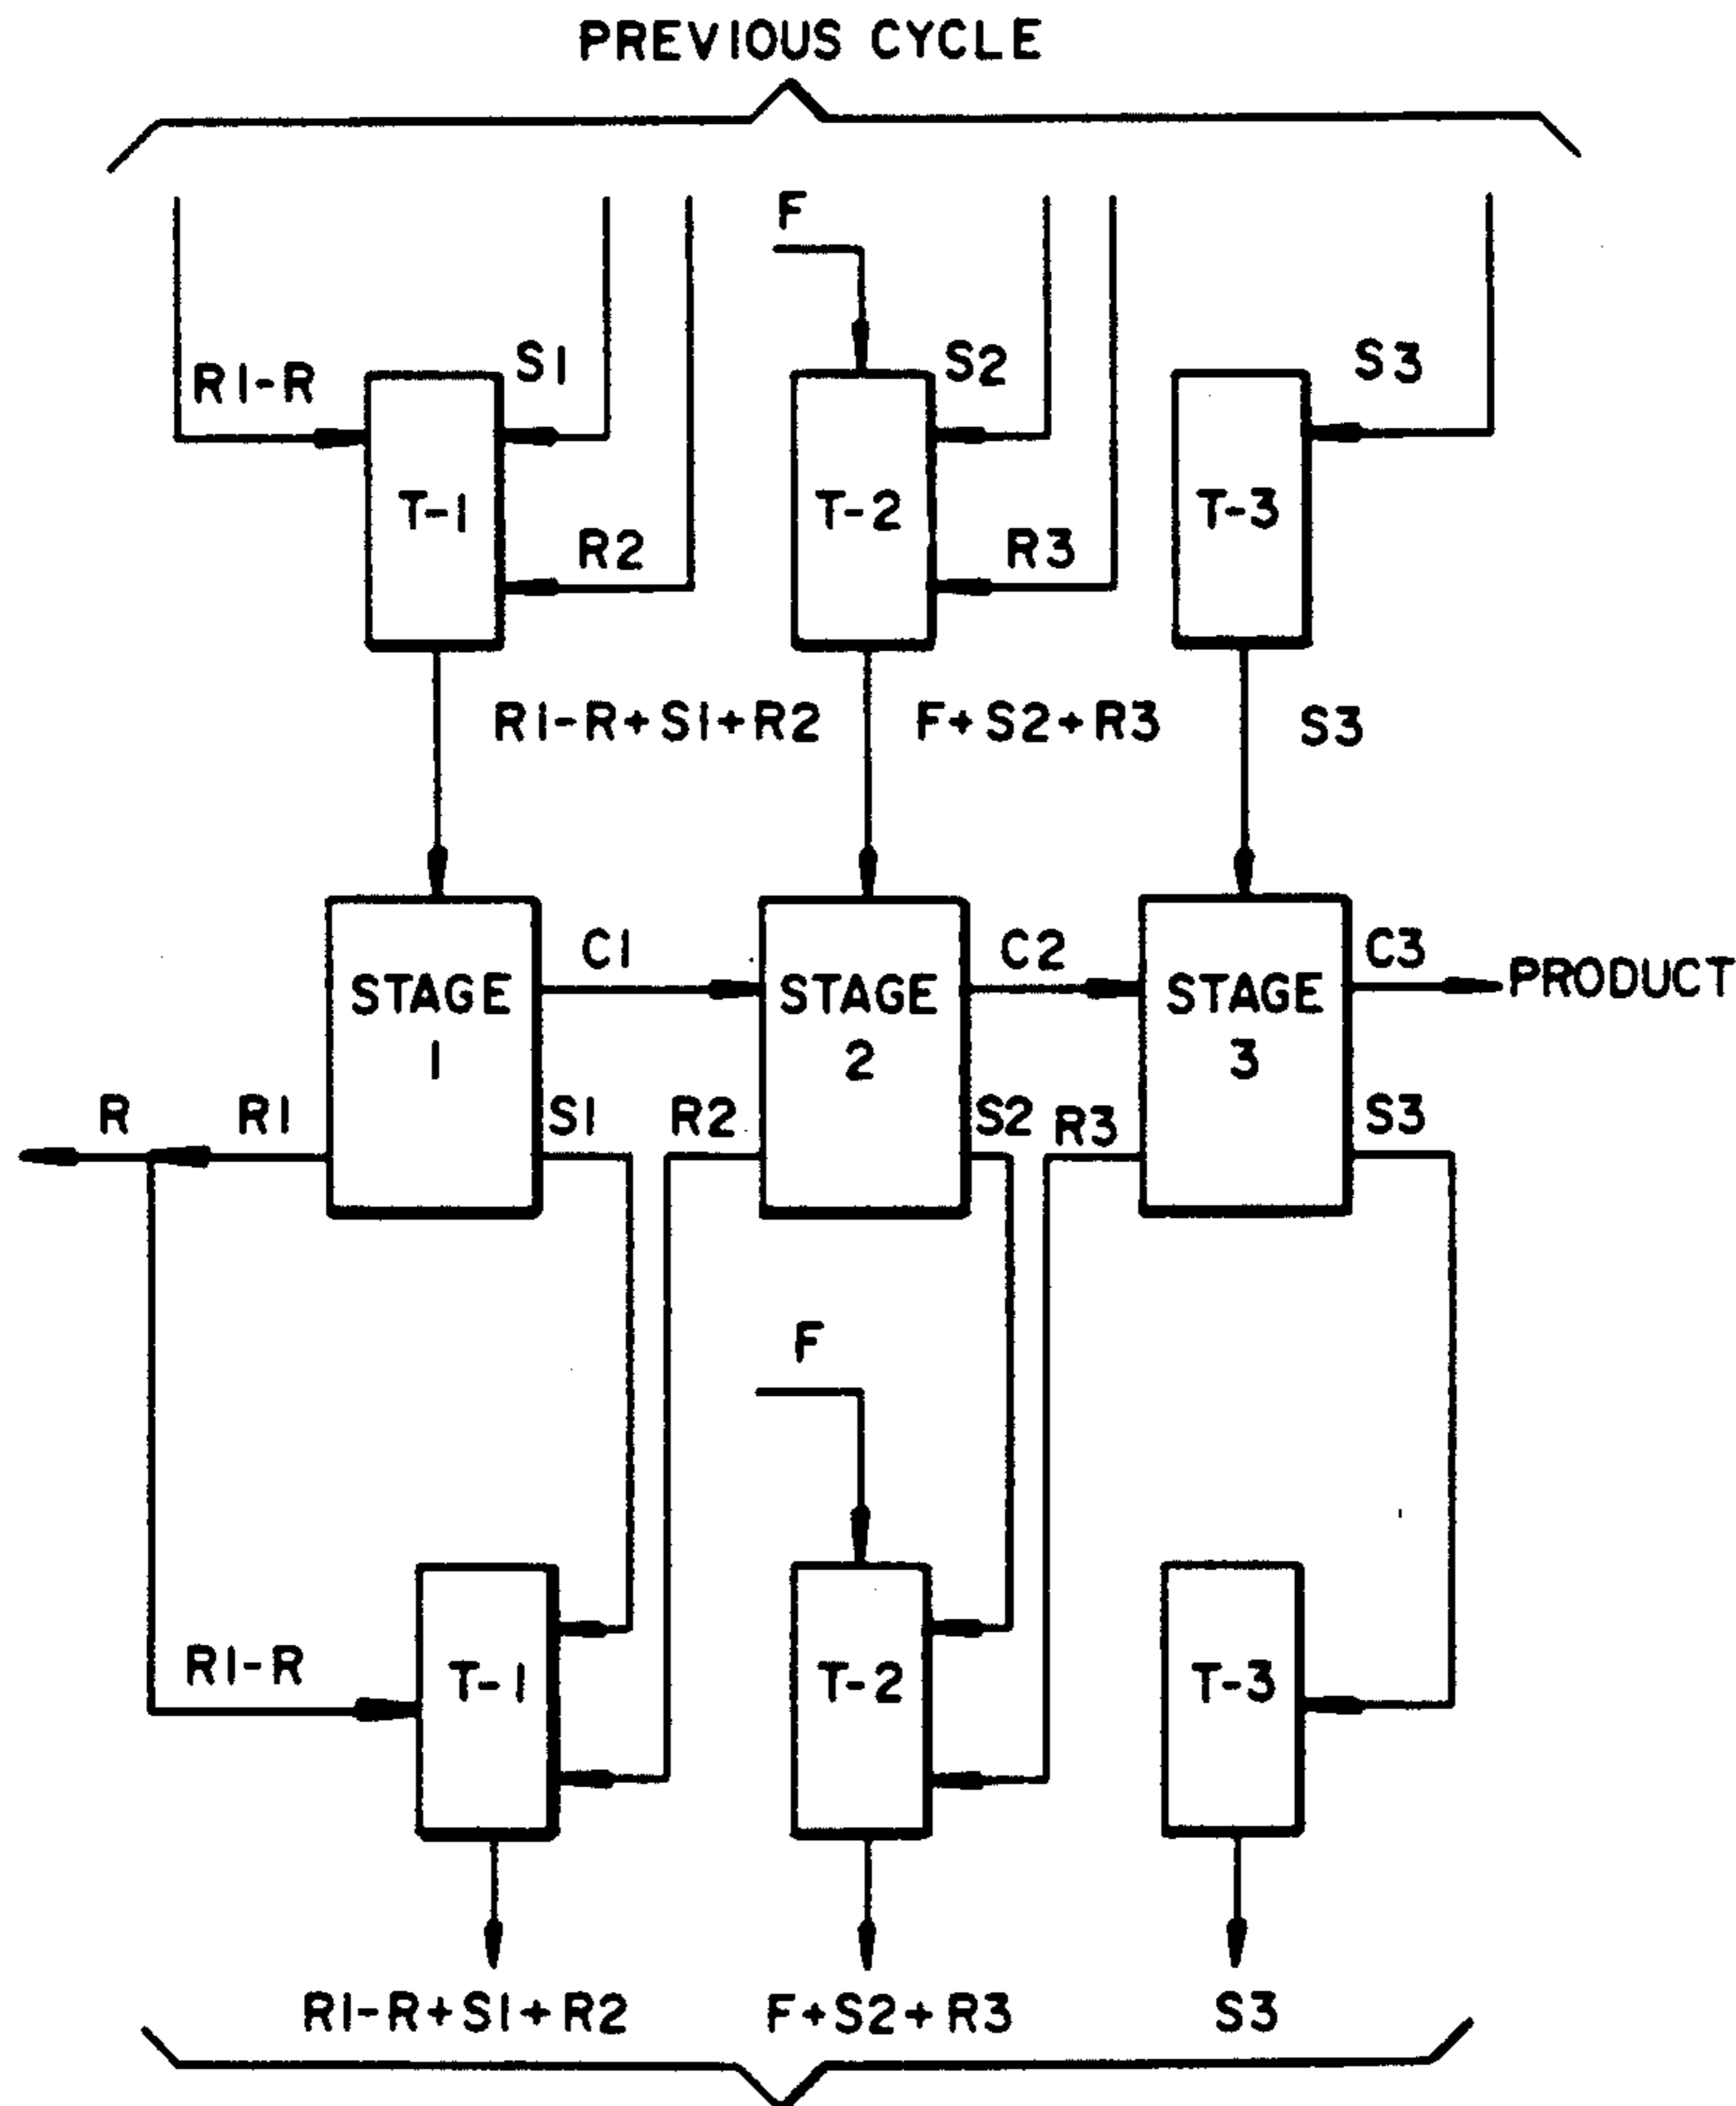 PREVIOUS CYCLE
F
R1-R
S1
S2
S3
T-1
T-2
T-3
R2
R3
R1-R+S1+R2
F+S2+R3
S3
C1
C2
C3
STAGE
1
STAGE
2
STAGE
3
PRODUCT
R
R1
S1
R2
S2
R3
S3
F
R1-R
T-1
T-2
T-3
R1-R+S1+R2
F+S2+R3
S3